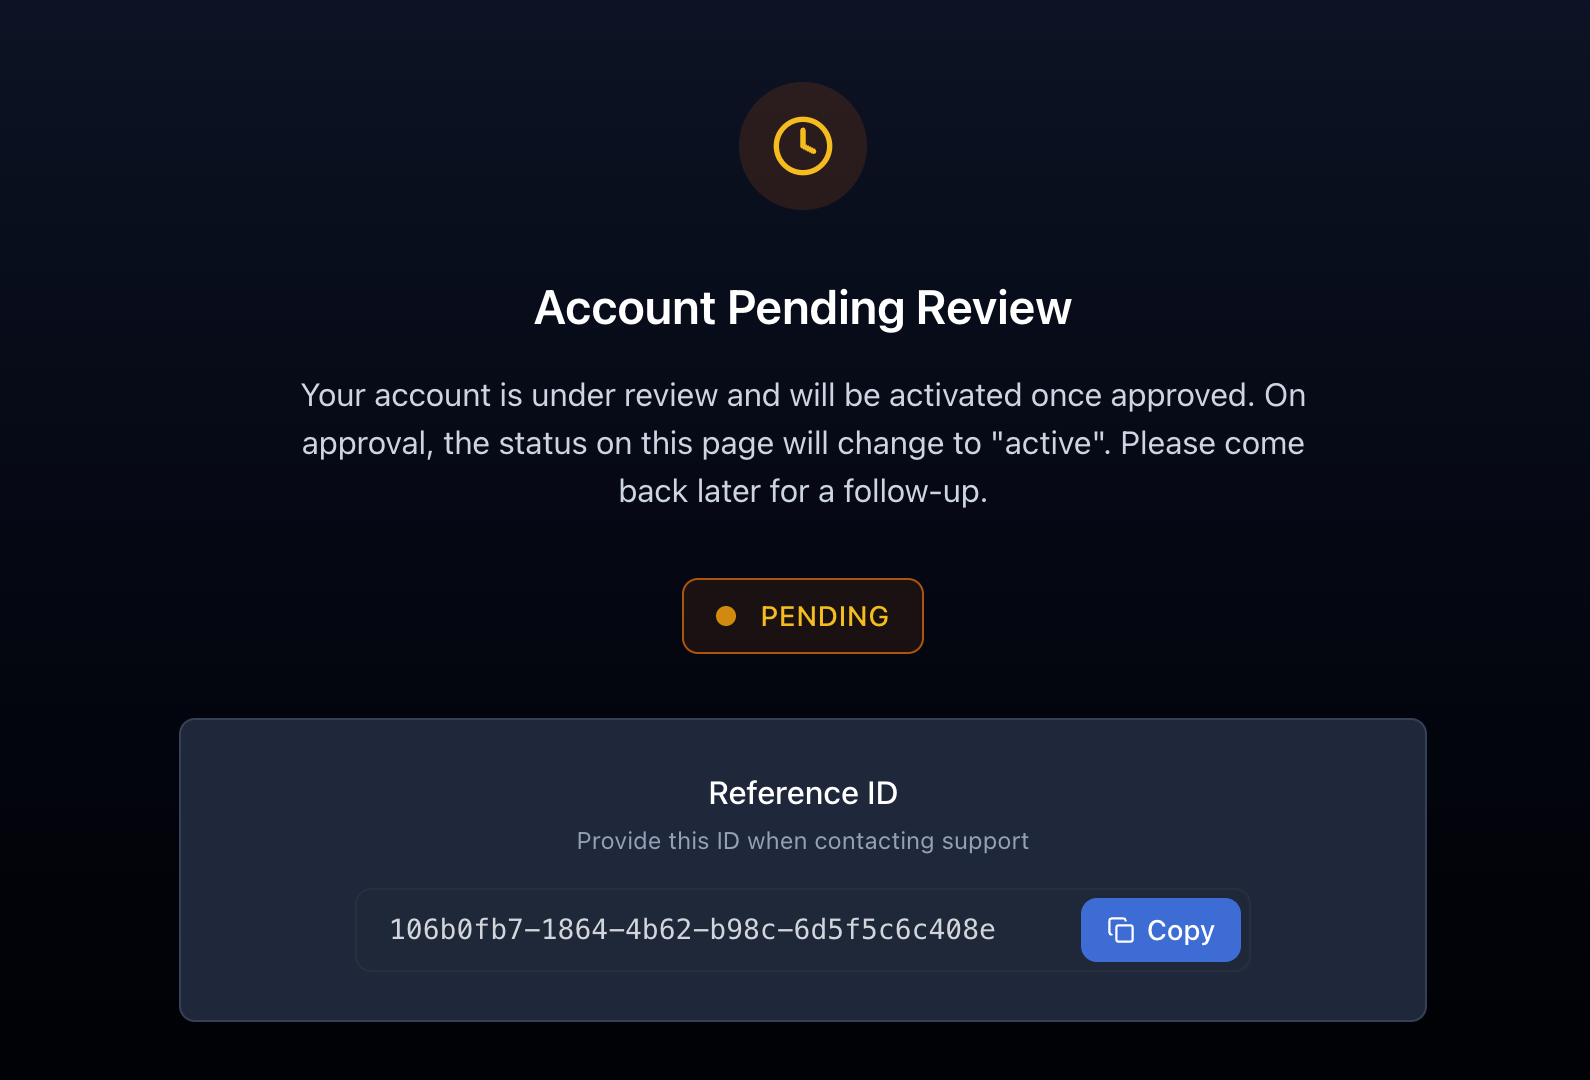 Account Pending Review
Your account is under review and will be activated once approved. On
approval, the status on this page will change to "active". Please come
back later for a follow-up.
PENDING
Reference ID
Provide this ID when contacting support
106b0fb7-1864-4b62-b98c-6d5f5c6c408e
Copy